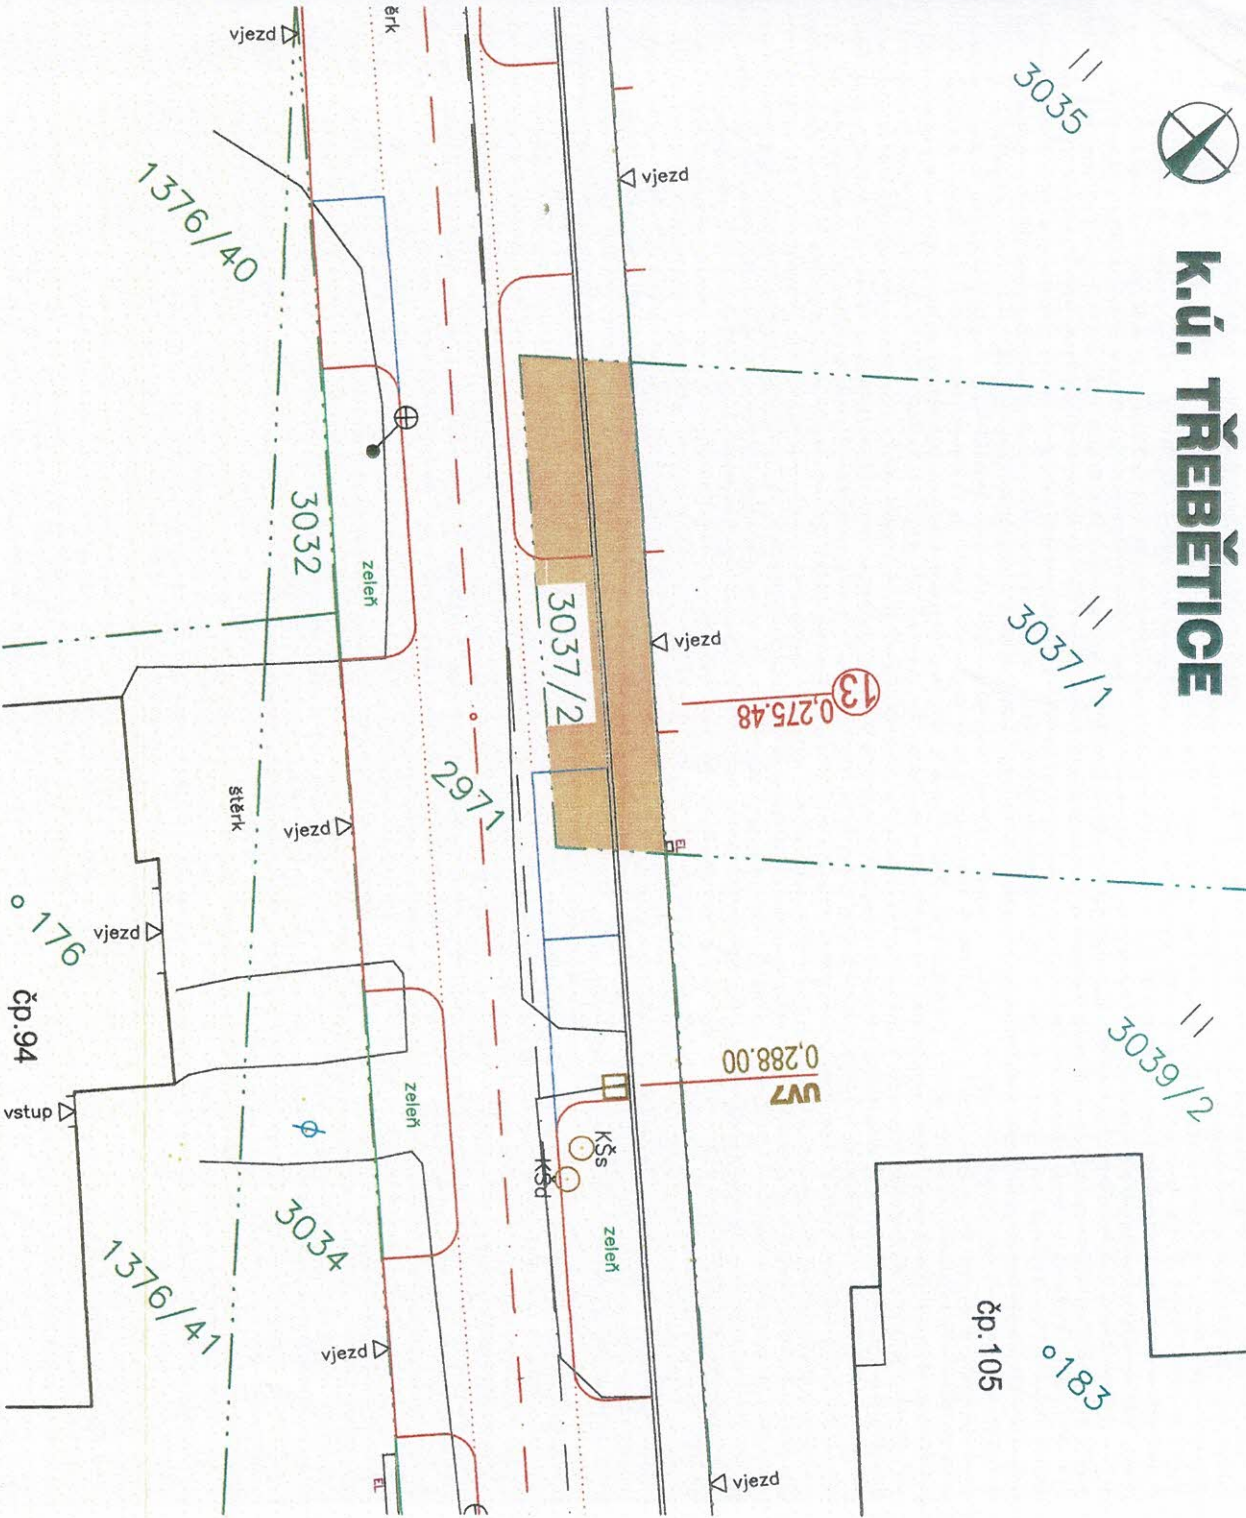 k.ú. TŘEBĚTICE
vjezd
3035
vjezd
1376/40
3032
zeleň
3037/2
vjezd
3037/1
13
0,275.48
2971
štěrk
vjezd
EL
176
vjezd
čp.94
vstup
zeleň
UV7
0,288.00
3039/2
KŠs
KŠd
zeleň
3034
1376/41
vjezd
čp.105
183
EL
vjezd